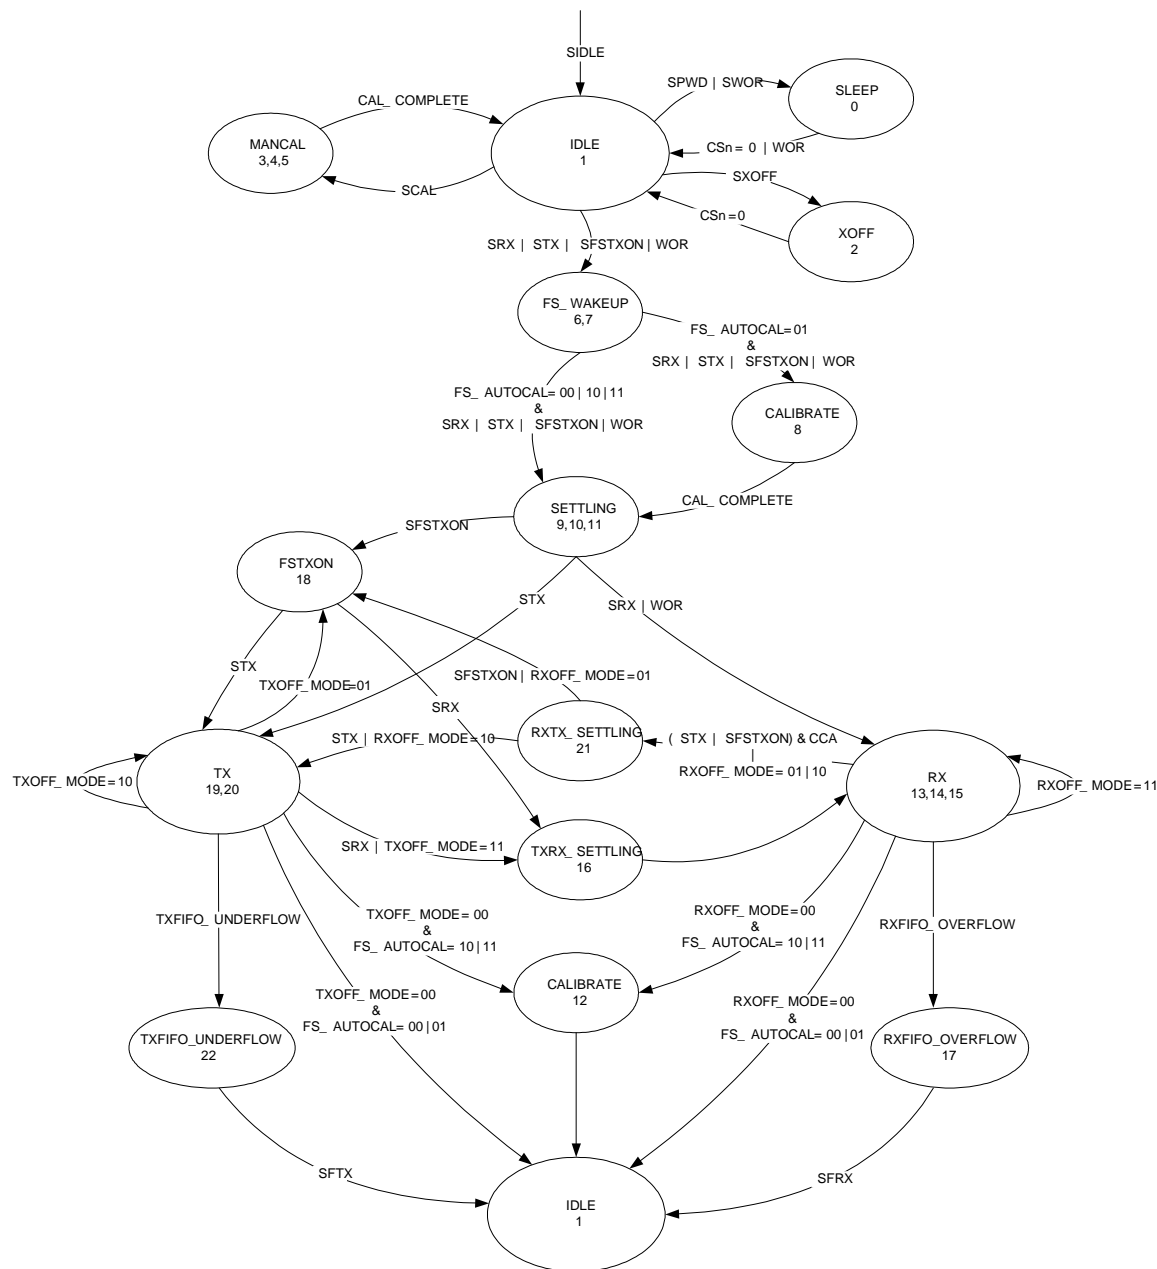 SIDLE
SPWD | SWOR
SLEEP
0
CAL_ COMPLETE
MANCAL
3,4,5
IDLE
1
CSn = 0 | WOR
SCAL
SXOFF
CSn = 0
XOFF
2
SRX | STX | SFSTXON | WOR
FS_ WAKEUP
6,7
FS_ AUTOCAL = 01
&
SRX | STX | SFSTXON | WOR
FS_ AUTOCAL = 00 | 10 | 11
&
SRX | STX | SFSTXON | WOR
CALIBRATE
8
CAL_ COMPLETE
SETTLING
9,10,11
SFSTXON
FSTXON
18
STX
SRX | WOR
STX
TXOFF_ MODE = 01
SFSTXON | RXOFF_ MODE = 01
SRX
STX | RXOFF_ MODE = 10
RXTX_ SETTLING
21
( STX | SFSTXON ) & CCA
|
RXOFF_ MODE = 01 | 10
TXOFF_ MODE = 10
TX
19,20
RX
13,14,15
RXOFF_ MODE = 11
SRX | TXOFF_ MODE = 11
TXRX_ SETTLING
16
TXFIFO_ UNDERFLOW
TXOFF_ MODE = 00
&
FS_ AUTOCAL = 10 | 11
RXOFF_ MODE = 00
&
FS_ AUTOCAL = 10 | 11
RXFIFO_ OVERFLOW
TXOFF_ MODE = 00
&
FS_ AUTOCAL = 00 | 01
CALIBRATE
12
RXOFF_ MODE = 00
&
FS_ AUTOCAL = 00 | 01
TXFIFO_UNDERFLOW
22
RXFIFO_OVERFLOW
17
SFTX
SFRX
IDLE
1